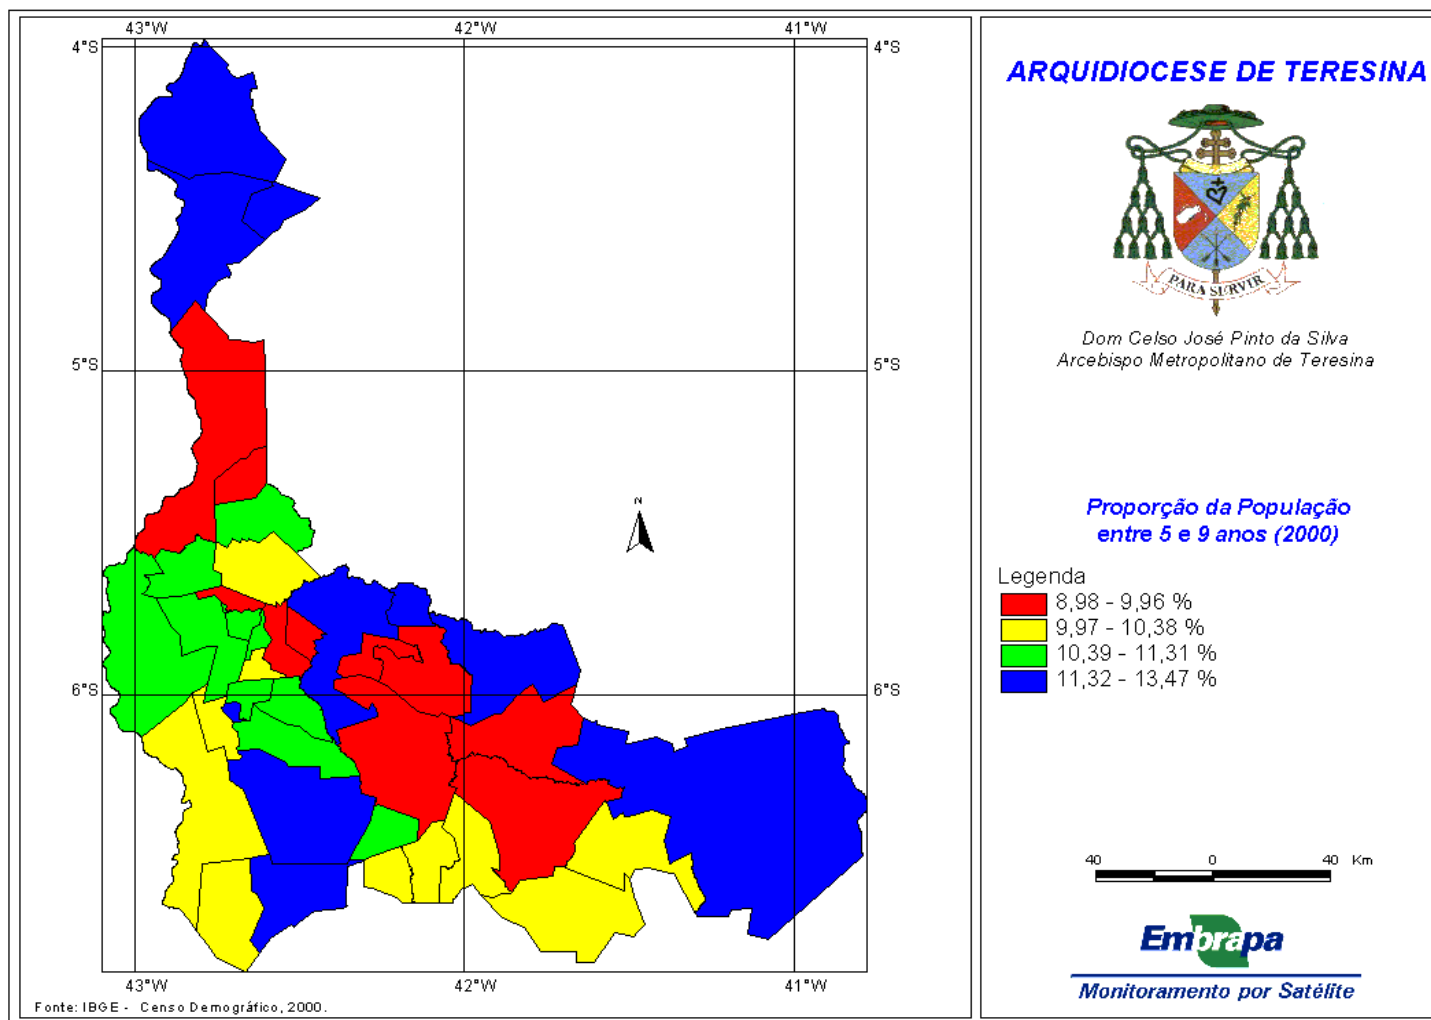 43°W 42°W 41°W
4°S 4°S
5°S 5°S
6°S 6°S
43°W 42°W 41°W
N
Fonte: IBGE - Censo Demográfico, 2000.
ARQUIDIOCESE DE TERESINA
PARA SERVIR
Dom Celso José Pinto da Silva
Arcebispo Metropolitano de Teresina
Proporção da População
entre 5 e 9 anos (2000)
Legenda
8,98 - 9,96 %
9,97 - 10,38 %
10,39 - 11,31 %
11,32 - 13,47 %
40 0 40 Km
Embrapa
Monitoramento por Satélite